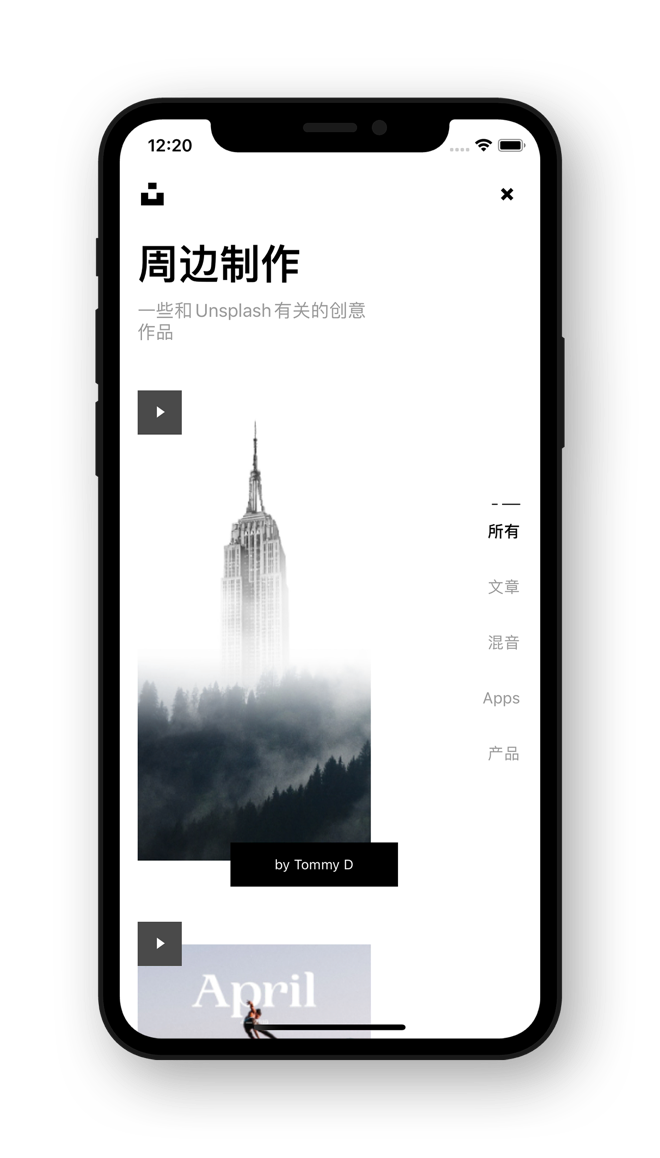 12:20
周边制作
一些和 Unsplash 有关的创意
作品
所有
文章
混音
Apps
产品
by Tommy D
April